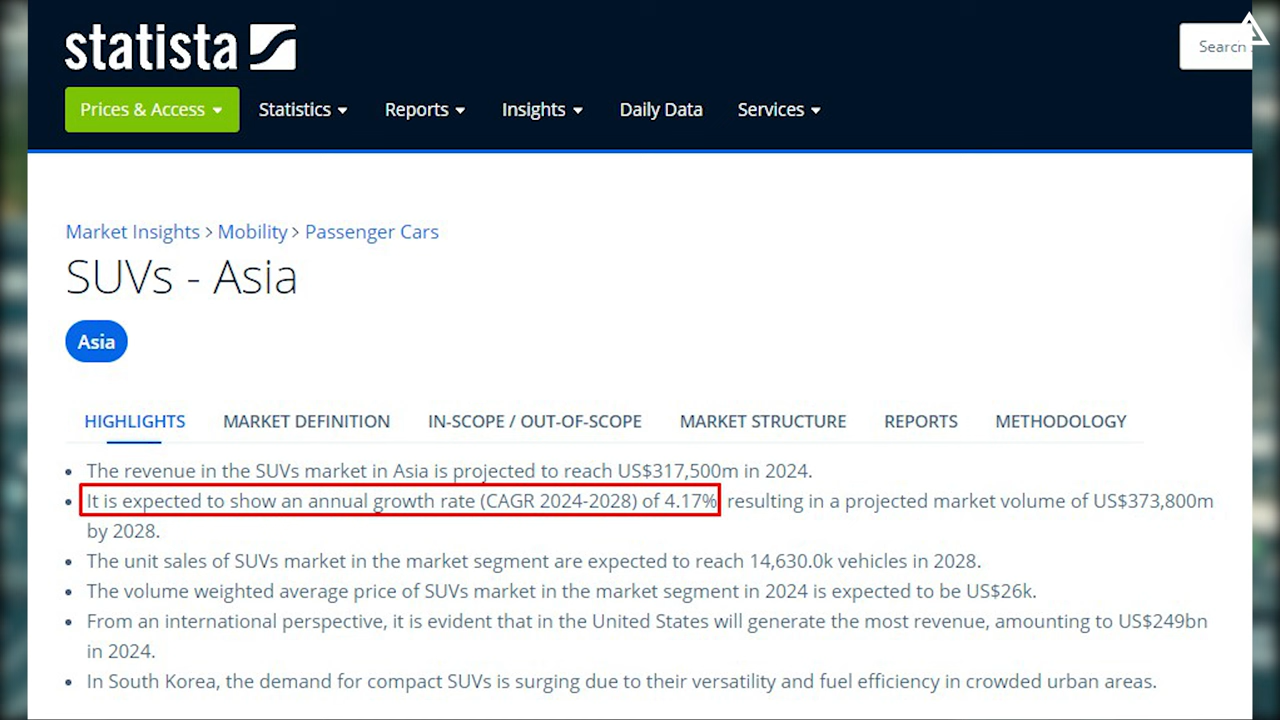 statista
Search
Prices & Access
Statistics
Reports
Insights
Daily Data
Services
Market Insights > Mobility > Passenger Cars
SUVs - Asia
Asia
HIGHLIGHTS
MARKET DEFINITION
IN-SCOPE / OUT-OF-SCOPE
MARKET STRUCTURE
REPORTS
METHODOLOGY
• The revenue in the SUVs market in Asia is projected to reach US$317,500m in 2024.
• It is expected to show an annual growth rate (CAGR 2024-2028) of 4.17% resulting in a projected market volume of US$373,800m
by 2028.
• The unit sales of SUVs market in the market segment are expected to reach 14,630.0k vehicles in 2028.
• The volume weighted average price of SUVs market in the market segment in 2024 is expected to be US$26k.
• From an international perspective, it is evident that in the United States will generate the most revenue, amounting to US$249bn
in 2024.
• In South Korea, the demand for compact SUVs is surging due to their versatility and fuel efficiency in crowded urban areas.